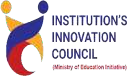 INSTITUTION'S
INNOVATION
COUNCIL
(Ministry of Education Initiative)